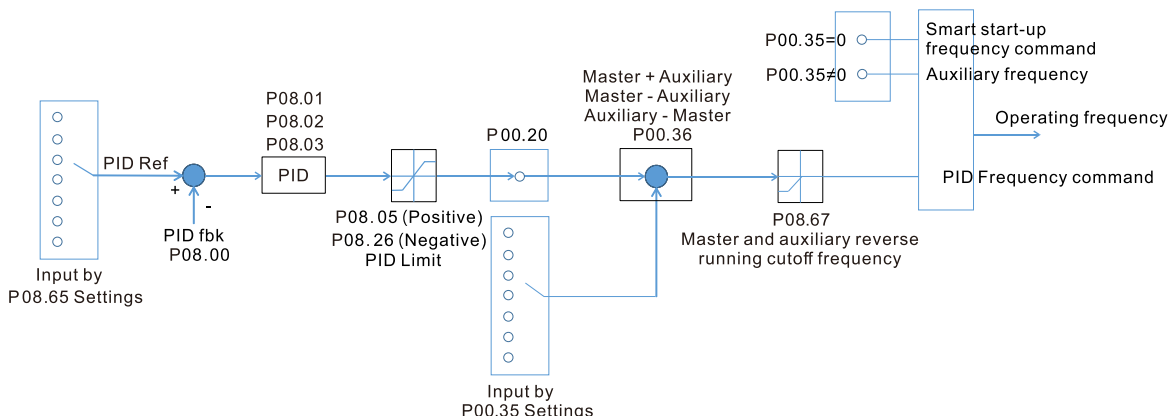 P00.35=0
P00.35≠0
Smart start-up
frequency command
Auxiliary frequency
Operating frequency
PID Frequency command
Master + Auxiliary
Master - Auxiliary
Auxiliary - Master
P00.36
P08.01
P08.02
P08.03
PID
P00.20
PID Ref
+
-
PID fbk
P08.00
P08.05 (Positive)
P08.26 (Negative)
PID Limit
P08.67
Master and auxiliary reverse
running cutoff frequency
Input by
P08.65 Settings
Input by
P00.35 Settings